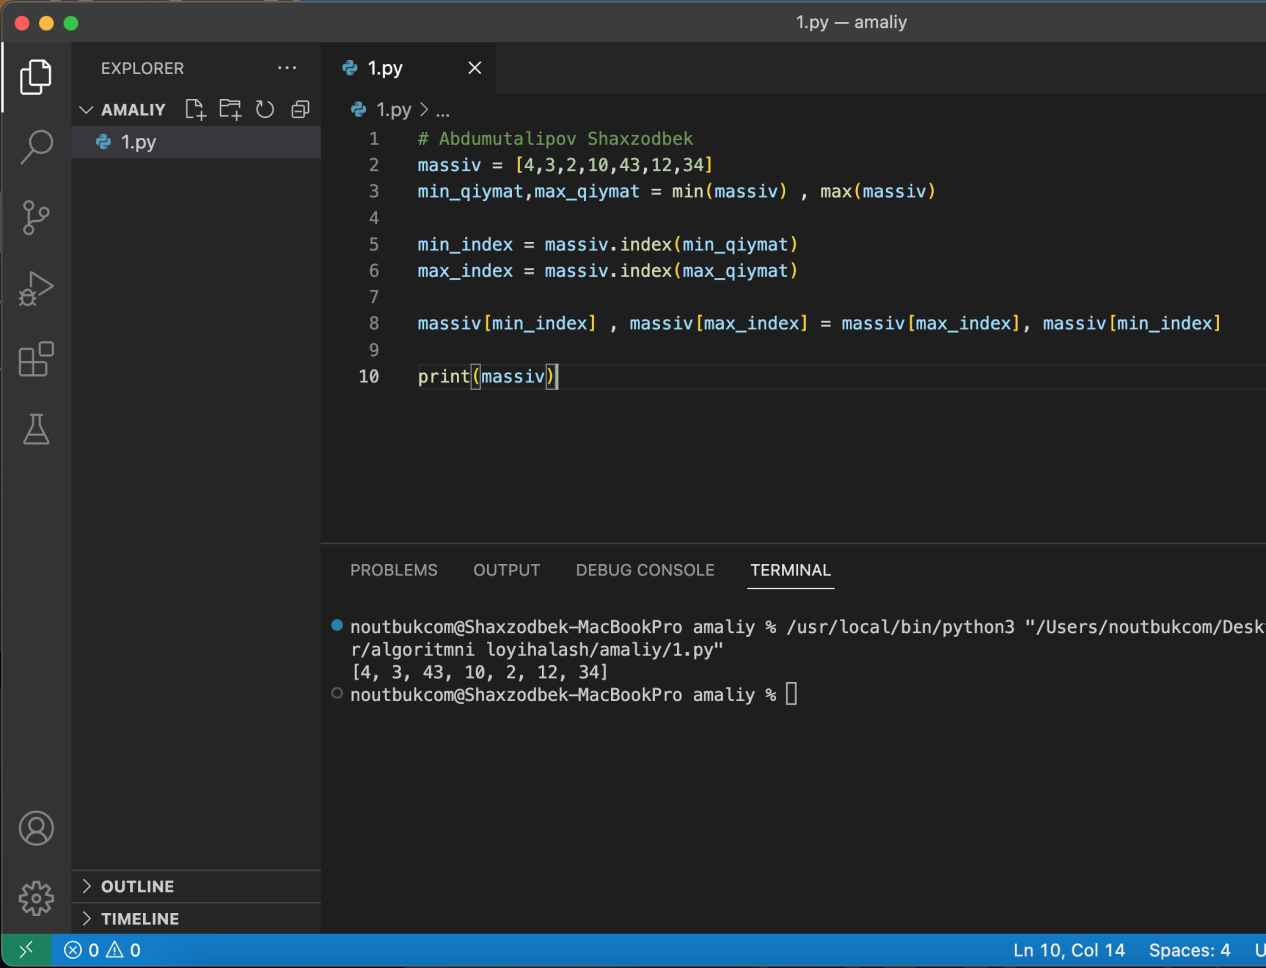 1.py — amaliy
EXPLORER
AMALIY
1.py
1.py
1.py > ...
1 # Abdumutalipov Shaxzodbek
2 massiv = [4,3,2,10,43,12,34]
3 min_qiymat,max_qiymat = min(massiv) , max(massiv)
4
5 min_index = massiv.index(min_qiymat)
6 max_index = massiv.index(max_qiymat)
7
8 massiv[min_index] , massiv[max_index] = massiv[max_index], massiv[min_index]
9
10 print(massiv)
PROBLEMS OUTPUT DEBUG CONSOLE TERMINAL
noutbukcom@Shaxzodbek-MacBookPro amaliy % /usr/local/bin/python3 "/Users/noutbukcom/Desk
r/algoritmni loyihalash/amaliy/1.py"
[4, 3, 43, 10, 2, 12, 34]
noutbukcom@Shaxzodbek-MacBookPro amaliy %
OUTLINE
TIMELINE
0 0 Ln 10, Col 14 Spaces: 4